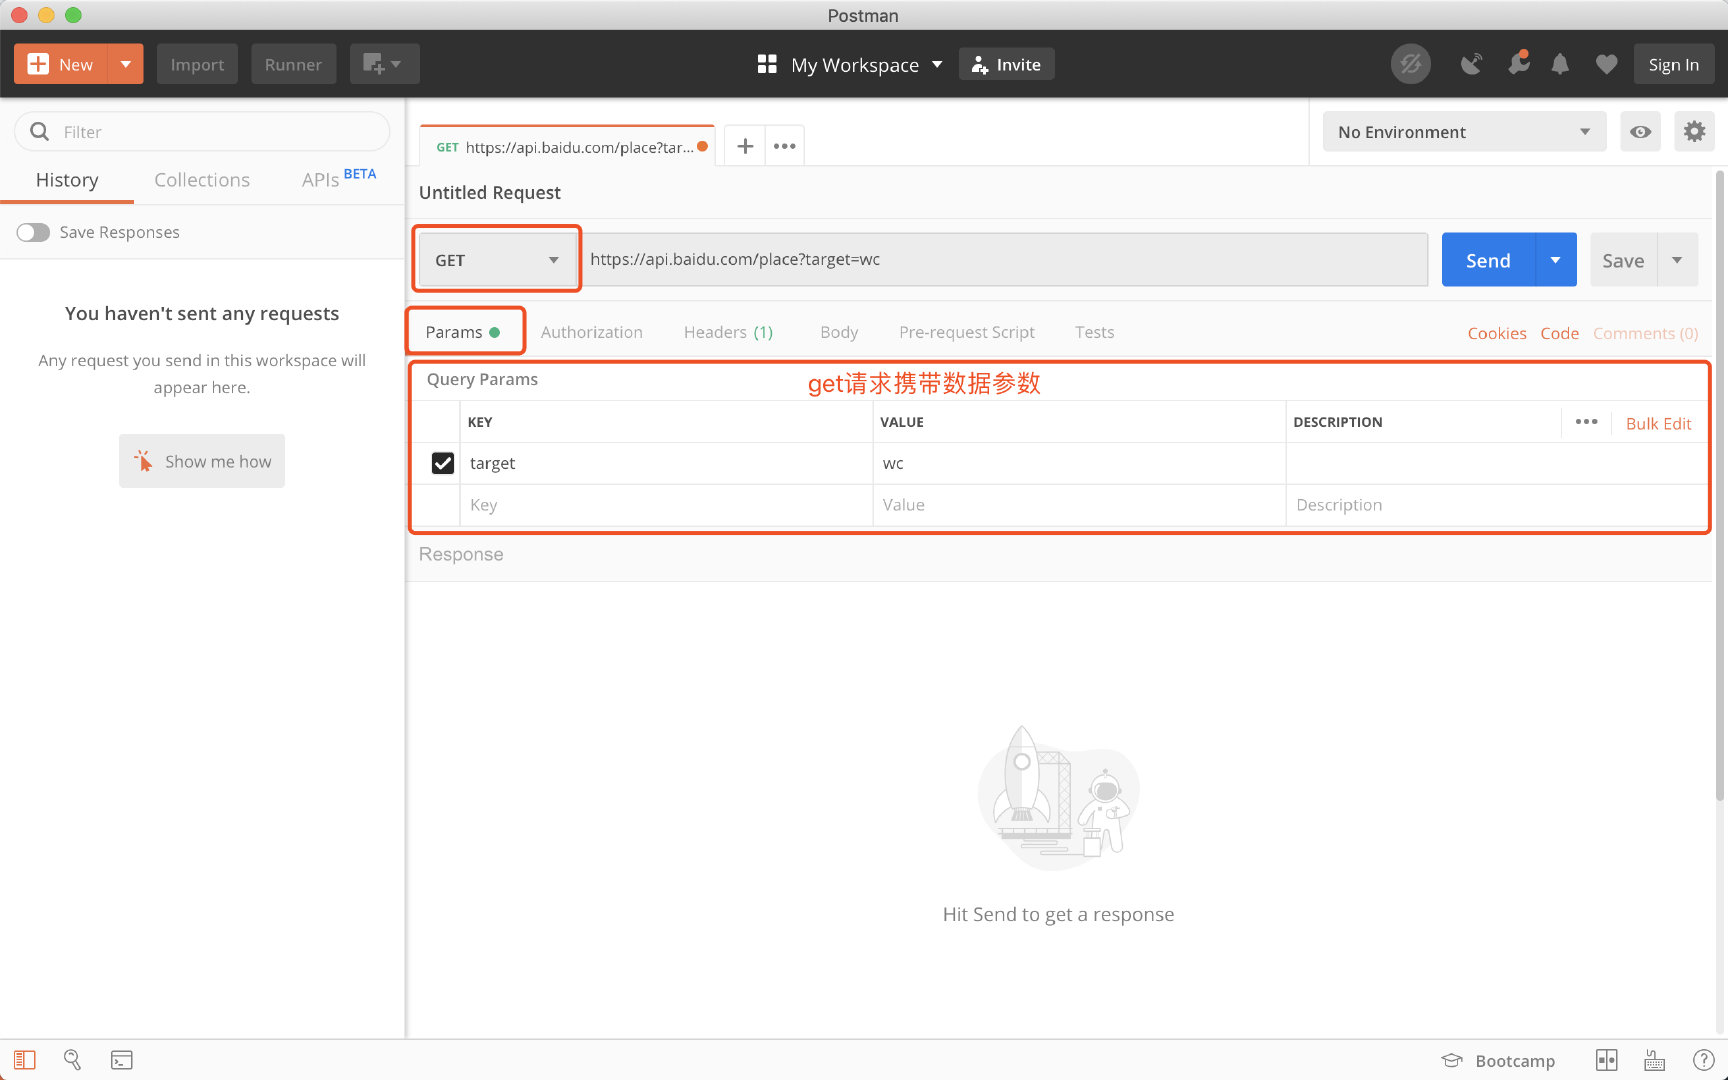 Postman
New
Import
Runner
My Workspace
Invite
Sign In
Filter
History
Collections
APIs BETA
Save Responses
You haven't sent any requests
Any request you send in this workspace will
appear here.
Show me how
GET https://api.baidu.com/place?tar...
No Environment
Untitled Request
GET
https://api.baidu.com/place?target=wc
Send
Save
Params
Authorization
Headers (1)
Body
Pre-request Script
Tests
Cookies
Code
Comments (0)
Query Params
get请求携带数据参数
KEY
VALUE
DESCRIPTION
Bulk Edit
target
wc
Key
Value
Description
Response
Hit Send to get a response
Bootcamp